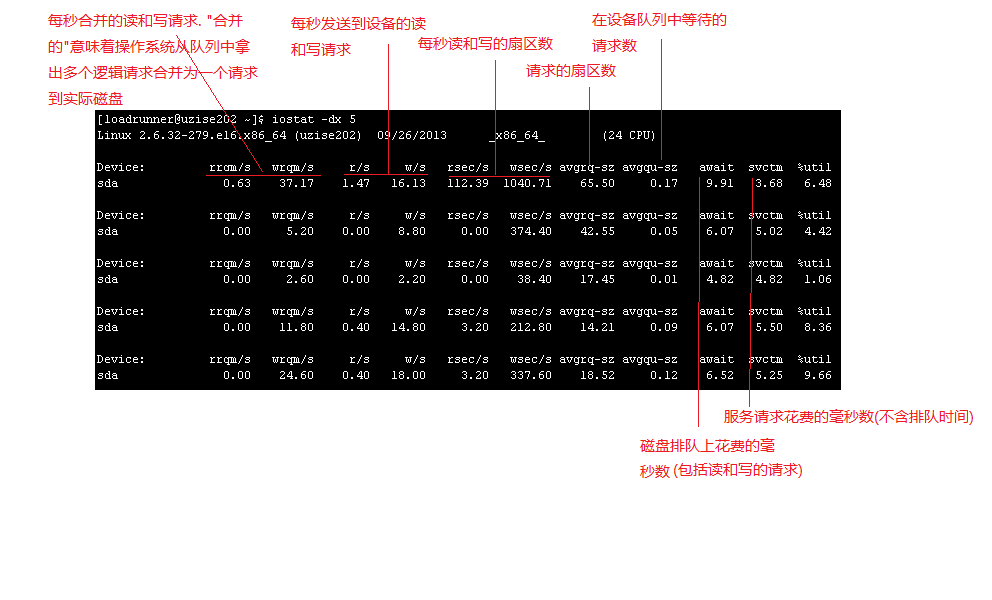 每秒合并的读和写请求. "合并
的"意味着操作系统从队列中拿
出多个逻辑请求合并为一个请求
到实际磁盘
每秒发送到设备的读
和写请求
每秒读和写的扇区数
请求的扇区数
在设备队列中等待的
请求数
[loadrunner@uzise202 ~]$ iostat -dx 5
Linux 2.6.32-279.el6.x86_64 (uzise202) 09/26/2013 _x86_64_ (24 CPU)
Device: rrqm/s wrqm/s r/s w/s rsec/s wsec/s avgrq-sz avgqu-sz await svctm %util
sda 0.63 37.17 1.47 16.13 112.39 1040.71 65.50 0.17 9.91 3.68 6.48
Device: rrqm/s wrqm/s r/s w/s rsec/s wsec/s avgrq-sz avgqu-sz await svctm %util
sda 0.00 5.20 0.00 8.80 0.00 374.40 42.55 0.05 6.07 5.02 4.42
Device: rrqm/s wrqm/s r/s w/s rsec/s wsec/s avgrq-sz avgqu-sz await svctm %util
sda 0.00 2.60 0.00 2.20 0.00 38.40 17.45 0.01 4.82 4.82 1.06
Device: rrqm/s wrqm/s r/s w/s rsec/s wsec/s avgrq-sz avgqu-sz await svctm %util
sda 0.00 11.80 0.40 14.80 3.20 212.80 14.21 0.09 6.07 5.50 8.36
Device: rrqm/s wrqm/s r/s w/s rsec/s wsec/s avgrq-sz avgqu-sz await svctm %util
sda 0.00 24.60 0.40 18.00 3.20 337.60 18.52 0.12 6.52 5.25 9.66
服务请求花费的毫秒数(不含排队时间)
磁盘排队上花费的毫
秒数 (包括读和写的请求)